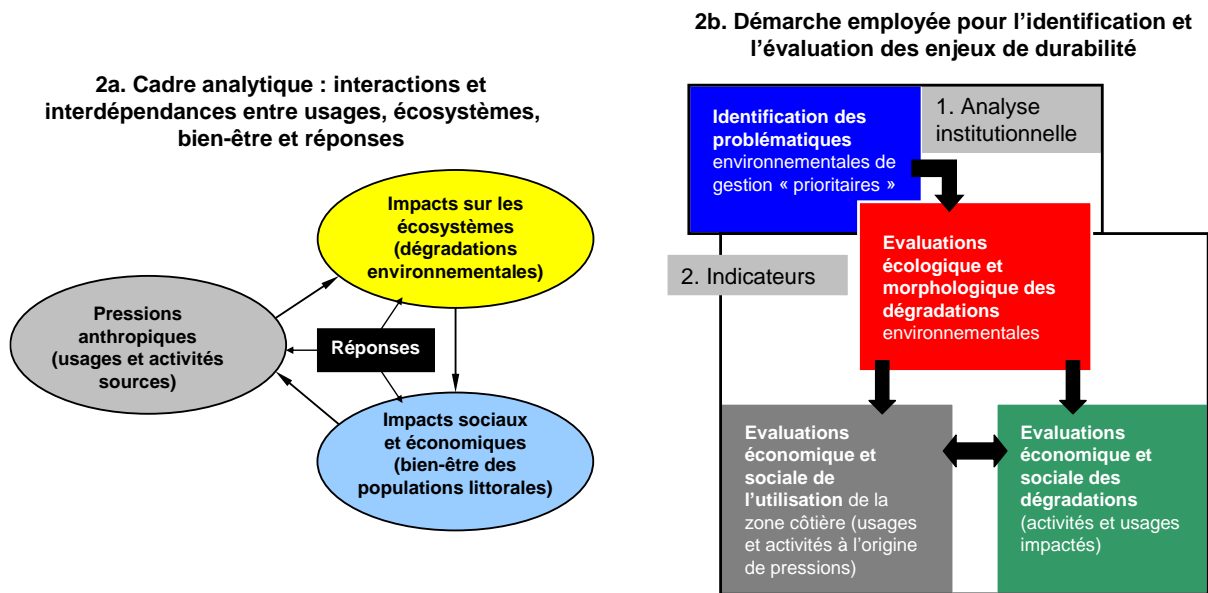 2a. Cadre analytique : interactions et
interdépendances entre usages, écosystèmes,
bien-être et réponses
Impacts sur les
écosystèmes
(dégradations
environnementales)
Pressions
anthropiques
(usages et activités
sources)
Réponses
Impacts sociaux
et économiques
(bien-être des
populations littorales)
2b. Démarche employée pour l’identification et
l’évaluation des enjeux de durabilité
Identification des
problématiques
environnementales de
gestion « prioritaires »
1. Analyse
institutionnelle
Evaluations
écologique et
morphologique des
dégradations
environnementales
2. Indicateurs
Evaluations
économique et
sociale de
l’utilisation de la
zone côtière (usages
et activités à l’origine
de pressions)
Evaluations
économique et
sociale des
dégradations
(activités et usages
impactés)